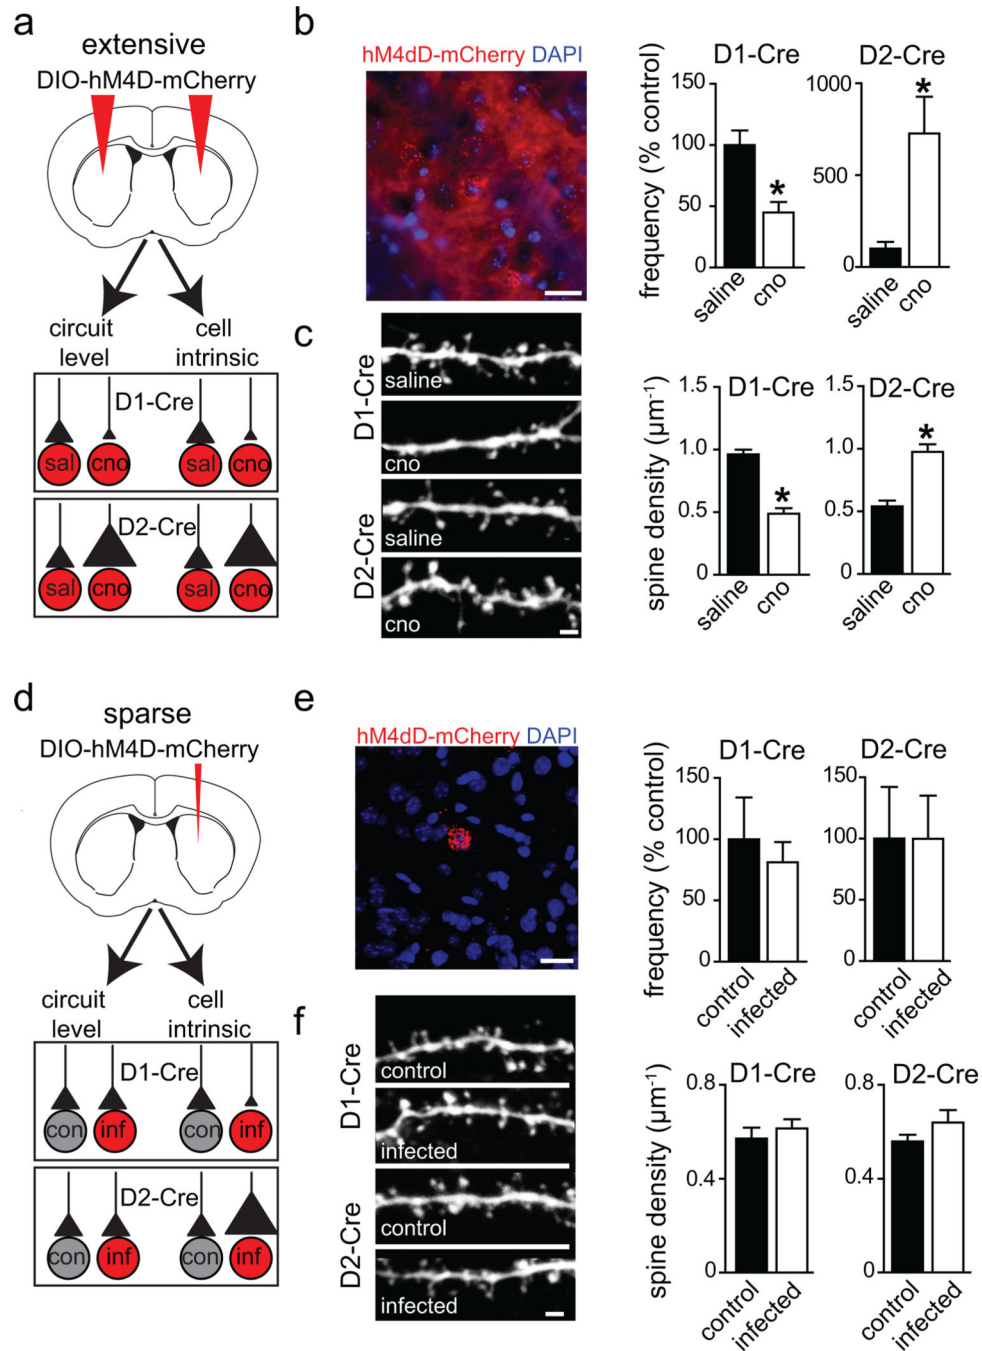 a
extensive
DIO-hM4D-mCherry
circuit
level
cell
intrinsic
D1-Cre
sal
cno
sal
cno
D2-Cre
sal
cno
sal
cno
b
hM4dD-mCherry DAPI
frequency (% control)
D1-Cre
150
100
50
0
saline
cno
*
D2-Cre
1000
500
0
saline
cno
*
c
D1-Cre
saline
cno
D2-Cre
saline
cno
spine density (µm⁻¹)
D1-Cre
1.5
1.0
0.5
0
saline
cno
*
D2-Cre
1.5
1.0
0.5
0
saline
cno
*
d
sparse
DIO-hM4D-mCherry
circuit
level
cell
intrinsic
D1-Cre
con
inf
con
inf
D2-Cre
con
inf
con
inf
e
hM4dD-mCherry DAPI
frequency (% control)
D1-Cre
150
100
50
0
control
infected
D2-Cre
150
100
50
0
control
infected
f
D1-Cre
control
infected
D2-Cre
control
infected
spine density (µm⁻¹)
D1-Cre
0.8
0.4
0
control
infected
D2-Cre
0.8
0.4
0
control
infected